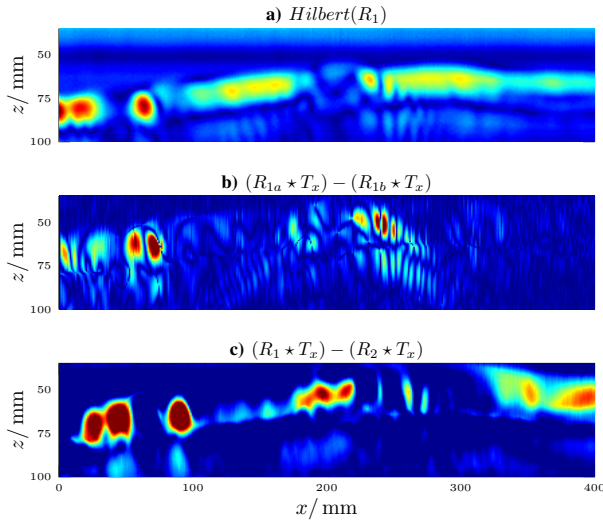 a) Hilbert(R₁)
z/ mm
50
75
100
b) (R₁ₐ ⋆ Tₓ) − (R₁b ⋆ Tₓ)
z/ mm
50
75
100
c) (R₁ ⋆ Tₓ) − (R₂ ⋆ Tₓ)
z/ mm
50
75
100
0 100 200 300 400
x/ mm